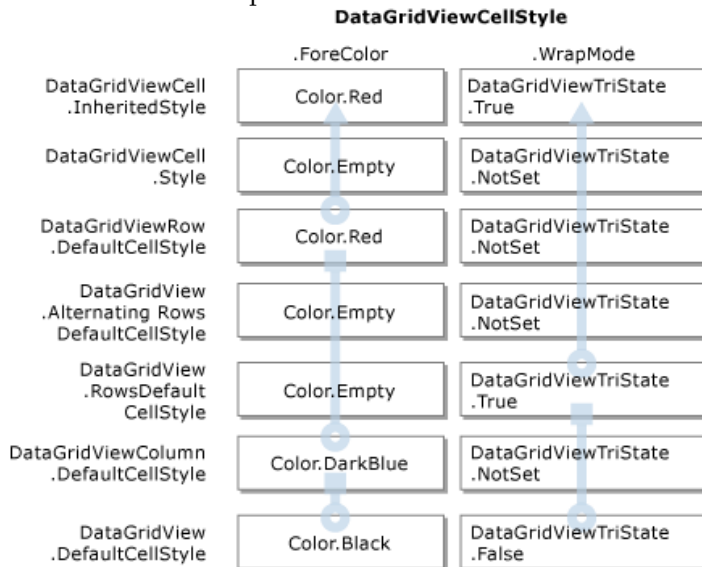 DataGridViewCellStyle
.ForeColor
.WrapMode
DataGridViewCell
.InheritedStyle
Color.Red
DataGridViewTriState
.True
DataGridViewCell
.Style
Color.Empty
DataGridViewTriState
.NotSet
DataGridViewRow
.DefaultCellStyle
Color.Red
DataGridViewTriState
.NotSet
DataGridView
.Alternating Rows
DefaultCellStyle
Color.Empty
DataGridViewTriState
.NotSet
DataGridView
.RowsDefault
CellStyle
Color.Empty
DataGridViewTriState
.True
DataGridViewColumn
.DefaultCellStyle
Color.DarkBlue
DataGridViewTriState
.NotSet
DataGridView
.DefaultCellStyle
Color.Black
DataGridViewTriState
.False